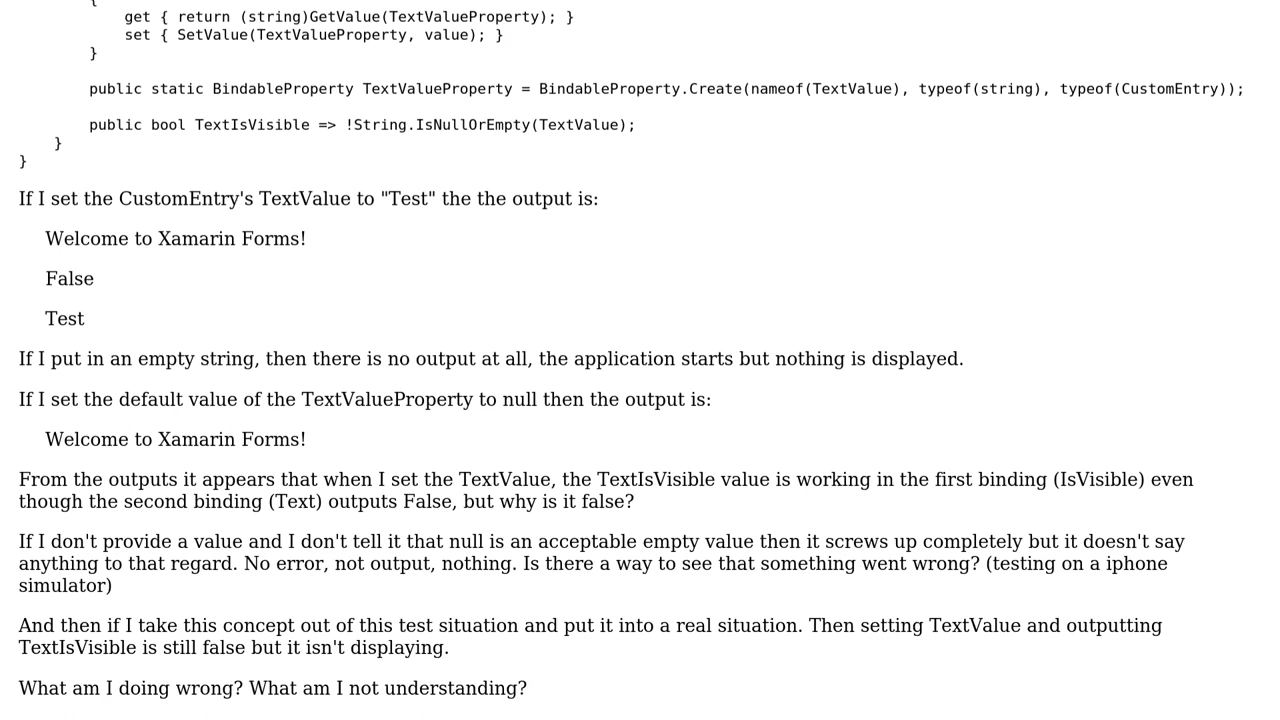 {
get { return (string)GetValue(TextValueProperty); }
set { SetValue(TextValueProperty, value); }
}
public static BindableProperty TextValueProperty = BindableProperty.Create(nameof(TextValue), typeof(string), typeof(CustomEntry));
public bool TextIsVisible => !String.IsNullOrEmpty(TextValue);
}
}
If I set the CustomEntry's TextValue to "Test" the the output is:
Welcome to Xamarin Forms!
False
Test
If I put in an empty string, then there is no output at all, the application starts but nothing is displayed.
If I set the default value of the TextValueProperty to null then the output is:
Welcome to Xamarin Forms!
From the outputs it appears that when I set the TextValue, the TextIsVisible value is working in the first binding (IsVisible) even
though the second binding (Text) outputs False, but why is it false?
If I don't provide a value and I don't tell it that null is an acceptable empty value then it screws up completely but it doesn't say
anything to that regard. No error, not output, nothing. Is there a way to see that something went wrong? (testing on a iphone
simulator)
And then if I take this concept out of this test situation and put it into a real situation. Then setting TextValue and outputting
TextIsVisible is still false but it isn't displaying.
What am I doing wrong? What am I not understanding?